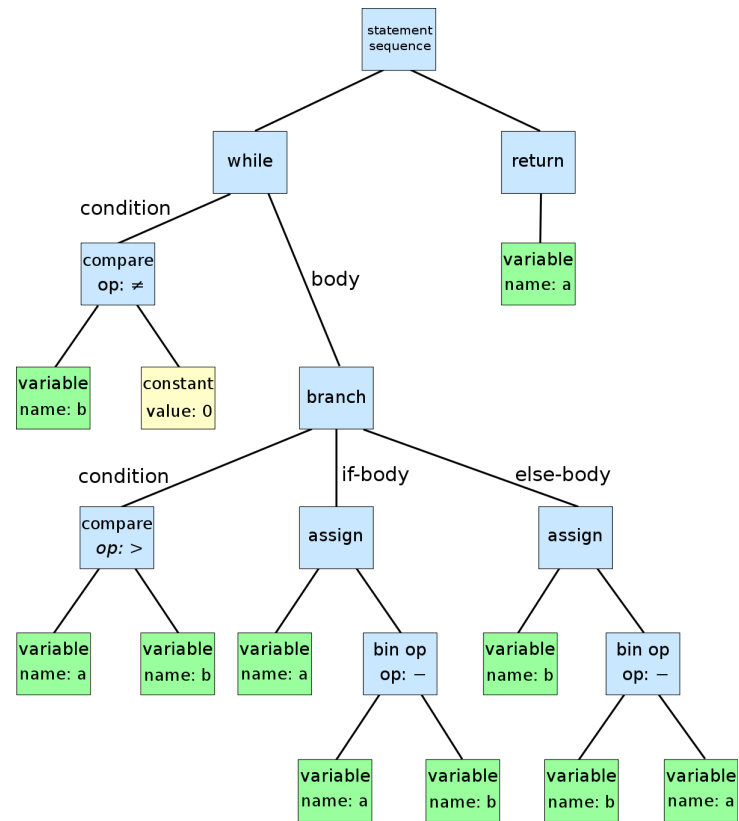 statement
sequence
while
return
condition
compare
op: ≠
body
variable
name: a
variable
name: b
constant
value: 0
branch
condition
if-body
else-body
compare
op: >
assign
assign
variable
name: a
variable
name: b
variable
name: a
bin op
op: −
variable
name: b
bin op
op: −
variable
name: a
variable
name: b
variable
name: b
variable
name: a